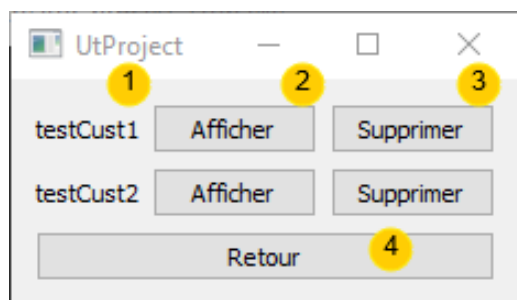 UtProject
1 2 3
testCust1 Afficher Supprimer
testCust2 Afficher Supprimer
Retour 4